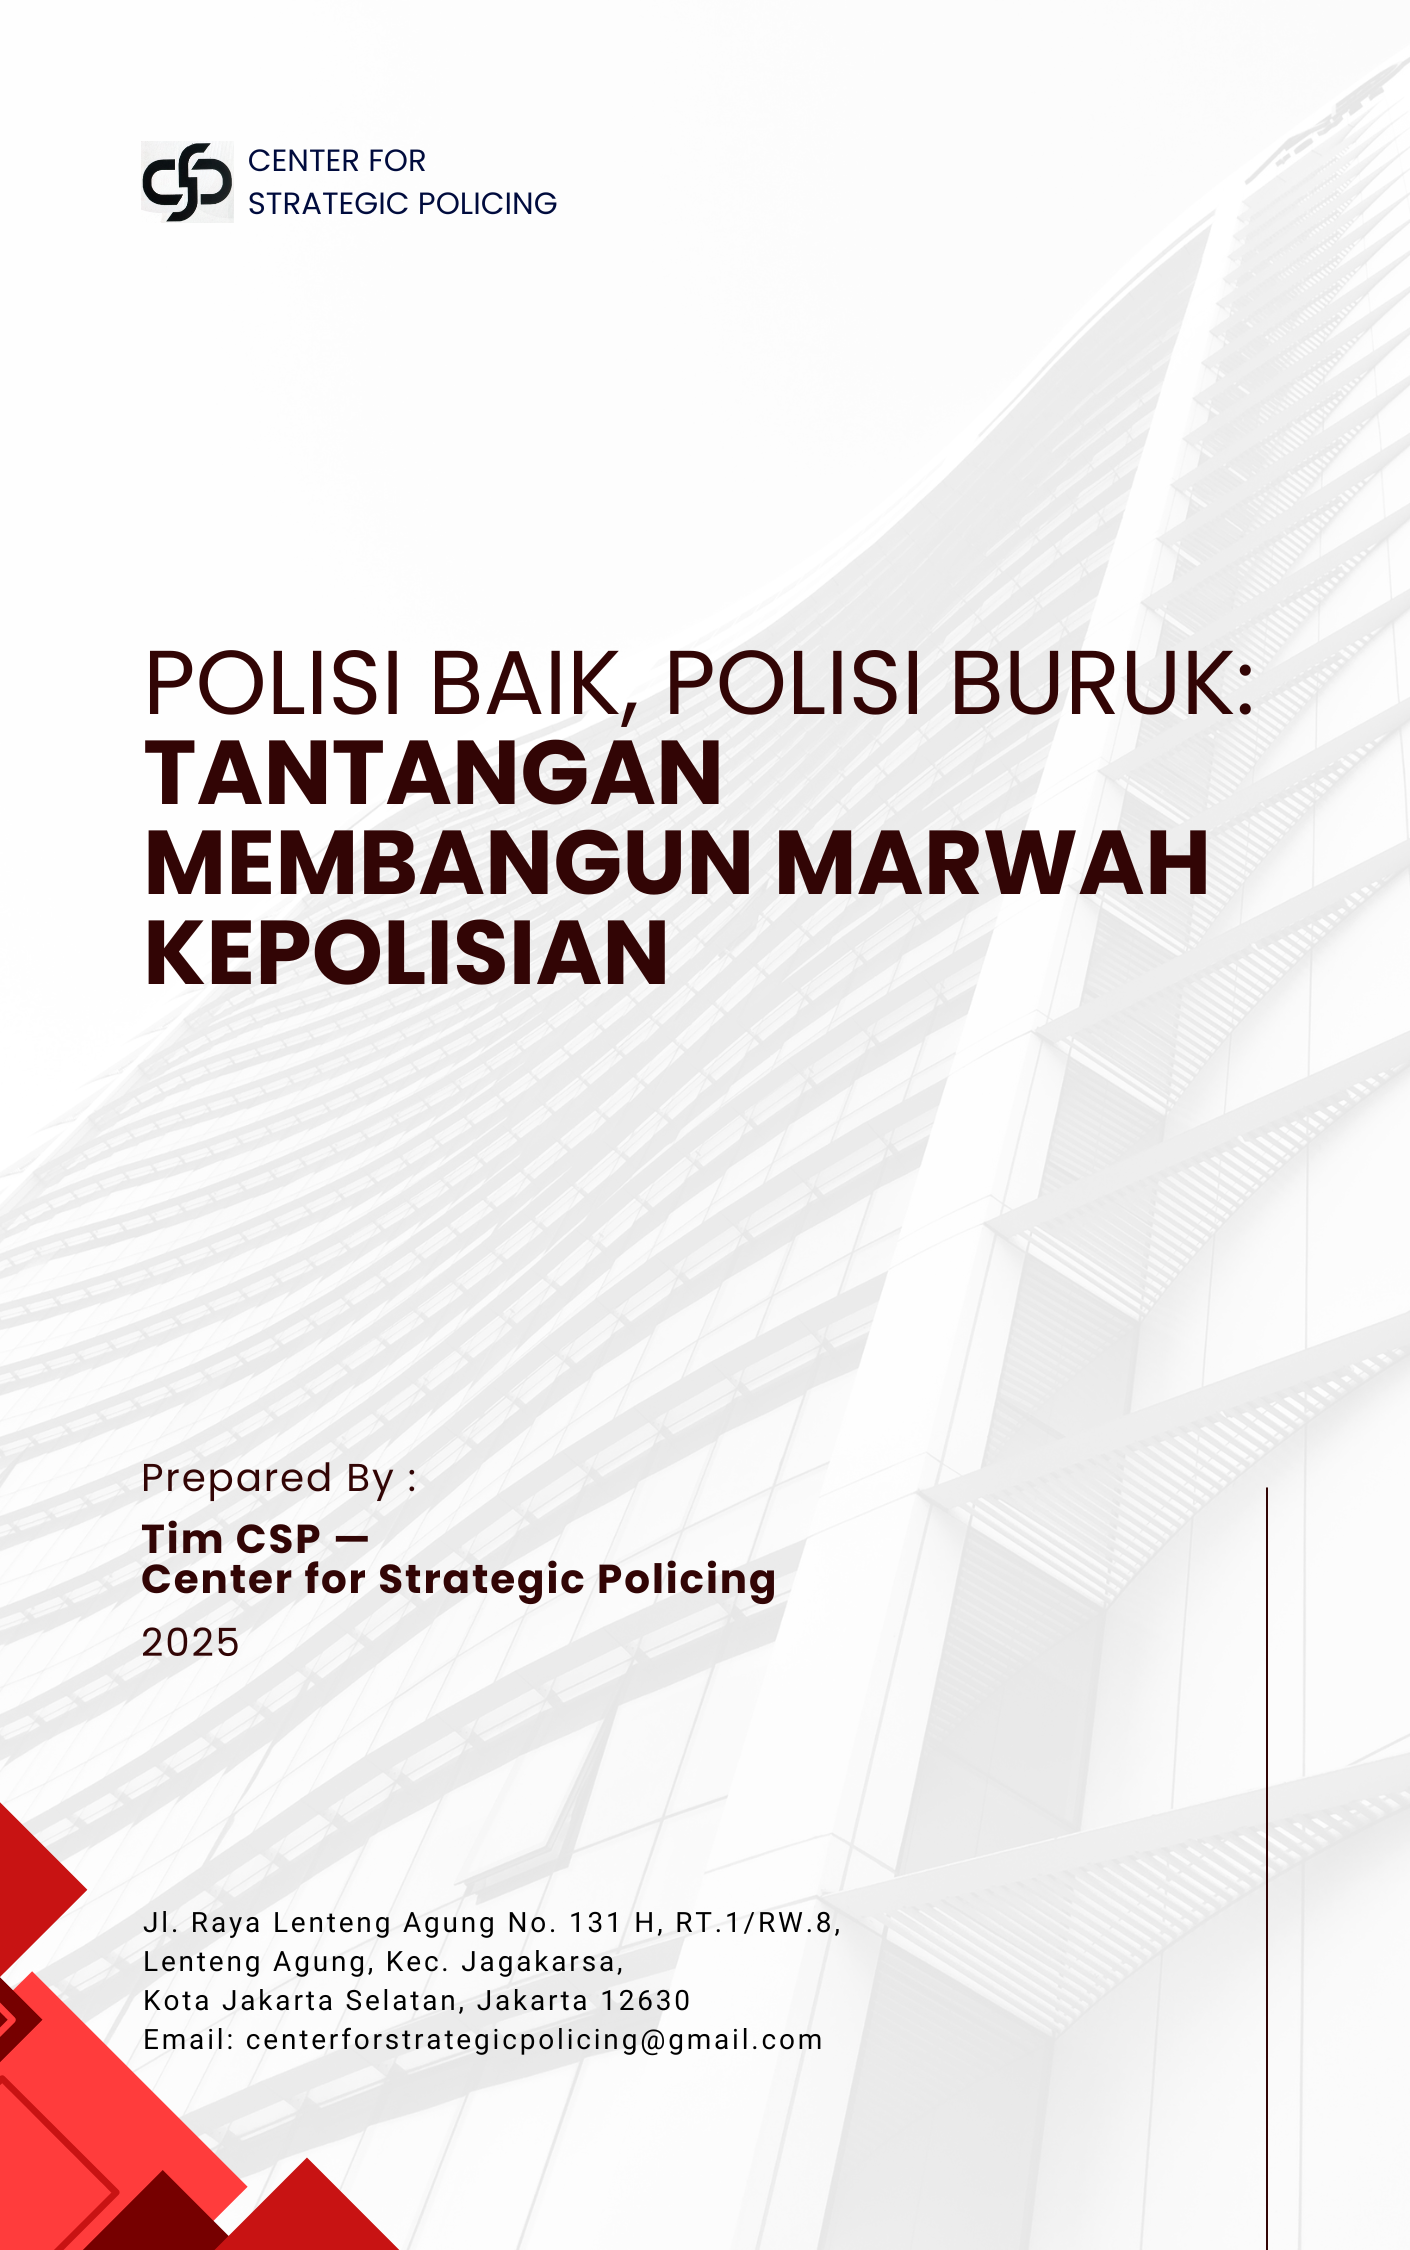 CENTER FOR
STRATEGIC POLICING
POLISI BAIK, POLISI BURUK:
TANTANGAN
MEMBANGUN MARWAH
KEPOLISIAN
Prepared By :
Tim CSP —
Center for Strategic Policing
2025
Jl. Raya Lenteng Agung No. 131 H, RT.1/RW.8,
Lenteng Agung, Kec. Jagakarsa,
Kota Jakarta Selatan, Jakarta 12630
Email: centerforstrategicpolicing@gmail.com